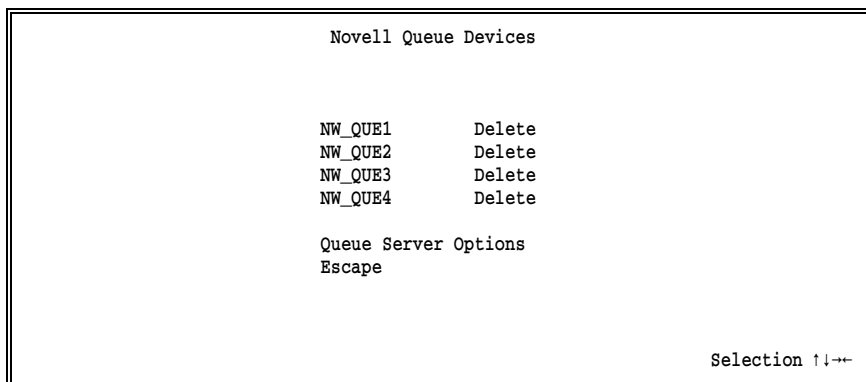 Novell Queue Devices
NW_QUE1 Delete
NW_QUE2 Delete
NW_QUE3 Delete
NW_QUE4 Delete
Queue Server Options
Escape
Selection ↑↓→←